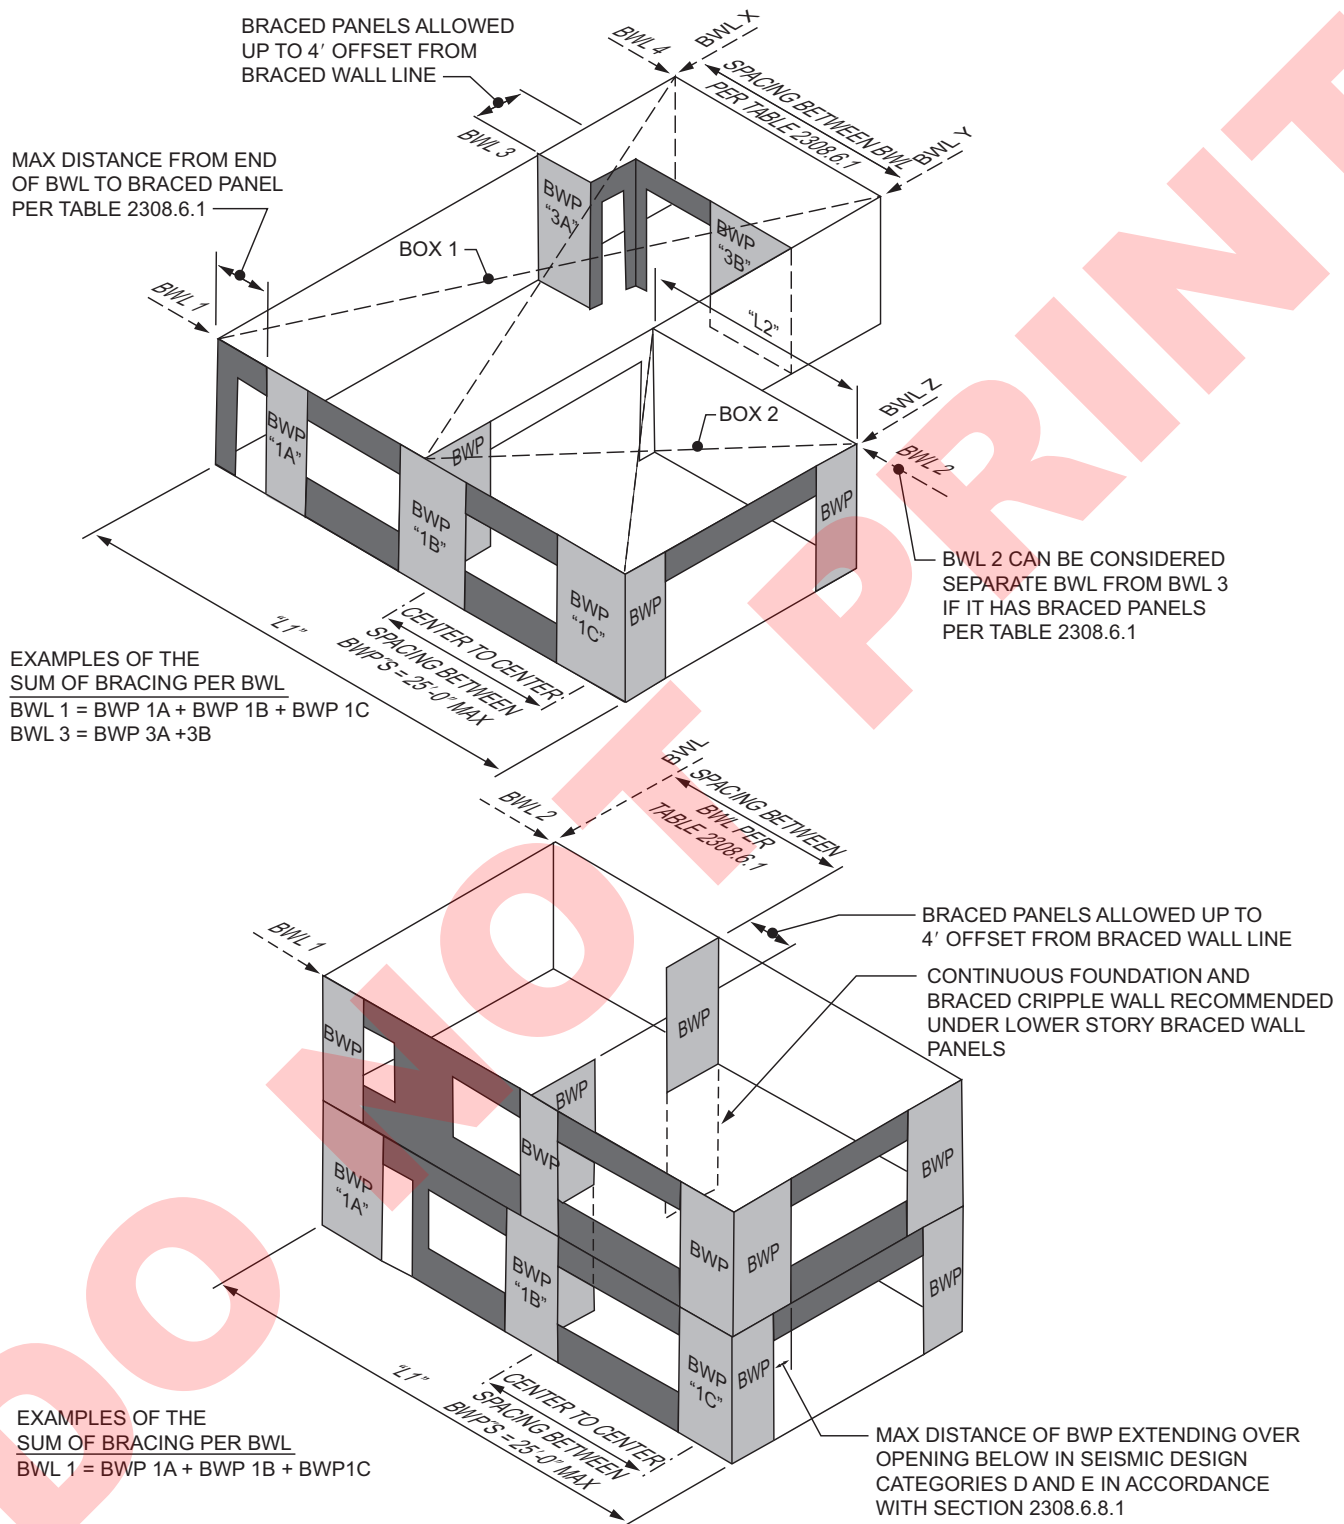 BRACED PANELS ALLOWED
UP TO 4′ OFFSET FROM
BRACED WALL LINE
BWL 4
BWL X
SPACING BETWEEN BWL
PER TABLE 2308.6.1
BWL Y
BWL 3
MAX DISTANCE FROM END
OF BWL TO BRACED PANEL
PER TABLE 2308.6.1
BWP
“3A”
BWP
“3B”
BOX 1
BWL 1
“L2”
BWL Z
BOX 2
BWL 2
BWP
“1A”
BWP
BWP
“1B”
BWP
BWP
“1C”
BWP
BWL 2 CAN BE CONSIDERED
SEPARATE BWL FROM BWL 3
IF IT HAS BRACED PANELS
PER TABLE 2308.6.1
“L1”
CENTER TO CENTER
SPACING BETWEEN
BWP'S = 25′-0″ MAX
EXAMPLES OF THE
SUM OF BRACING PER BWL
BWL 1 = BWP 1A + BWP 1B + BWP 1C
BWL 3 = BWP 3A +3B
BWL 2
BWL
SPACING BETWEEN
BWL PER
TABLE 2308.6.1
BRACED PANELS ALLOWED UP TO
4′ OFFSET FROM BRACED WALL LINE
BWL 1
CONTINUOUS FOUNDATION AND
BRACED CRIPPLE WALL RECOMMENDED
UNDER LOWER STORY BRACED WALL
PANELS
BWP
BWP
BWP
BWP
BWP
BWP
BWP
BWP
“1A”
BWP
“1B”
BWP
BWP
“1C”
BWP
“L1”
CENTER TO CENTER
SPACING BETWEEN
BWP'S = 25′-0″ MAX
EXAMPLES OF THE
SUM OF BRACING PER BWL
BWL 1 = BWP 1A + BWP 1B + BWP1C
MAX DISTANCE OF BWP EXTENDING OVER
OPENING BELOW IN SEISMIC DESIGN
CATEGORIES D AND E IN ACCORDANCE
WITH SECTION 2308.6.8.1
DO NOT PRINT